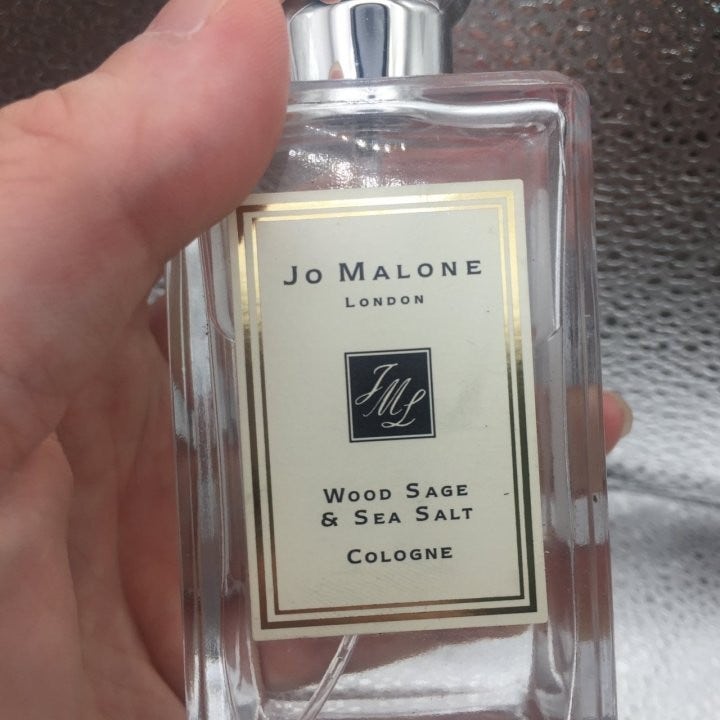 JO MALONE
LONDON
JML
WOOD SAGE
& SEA SALT
COLOGNE